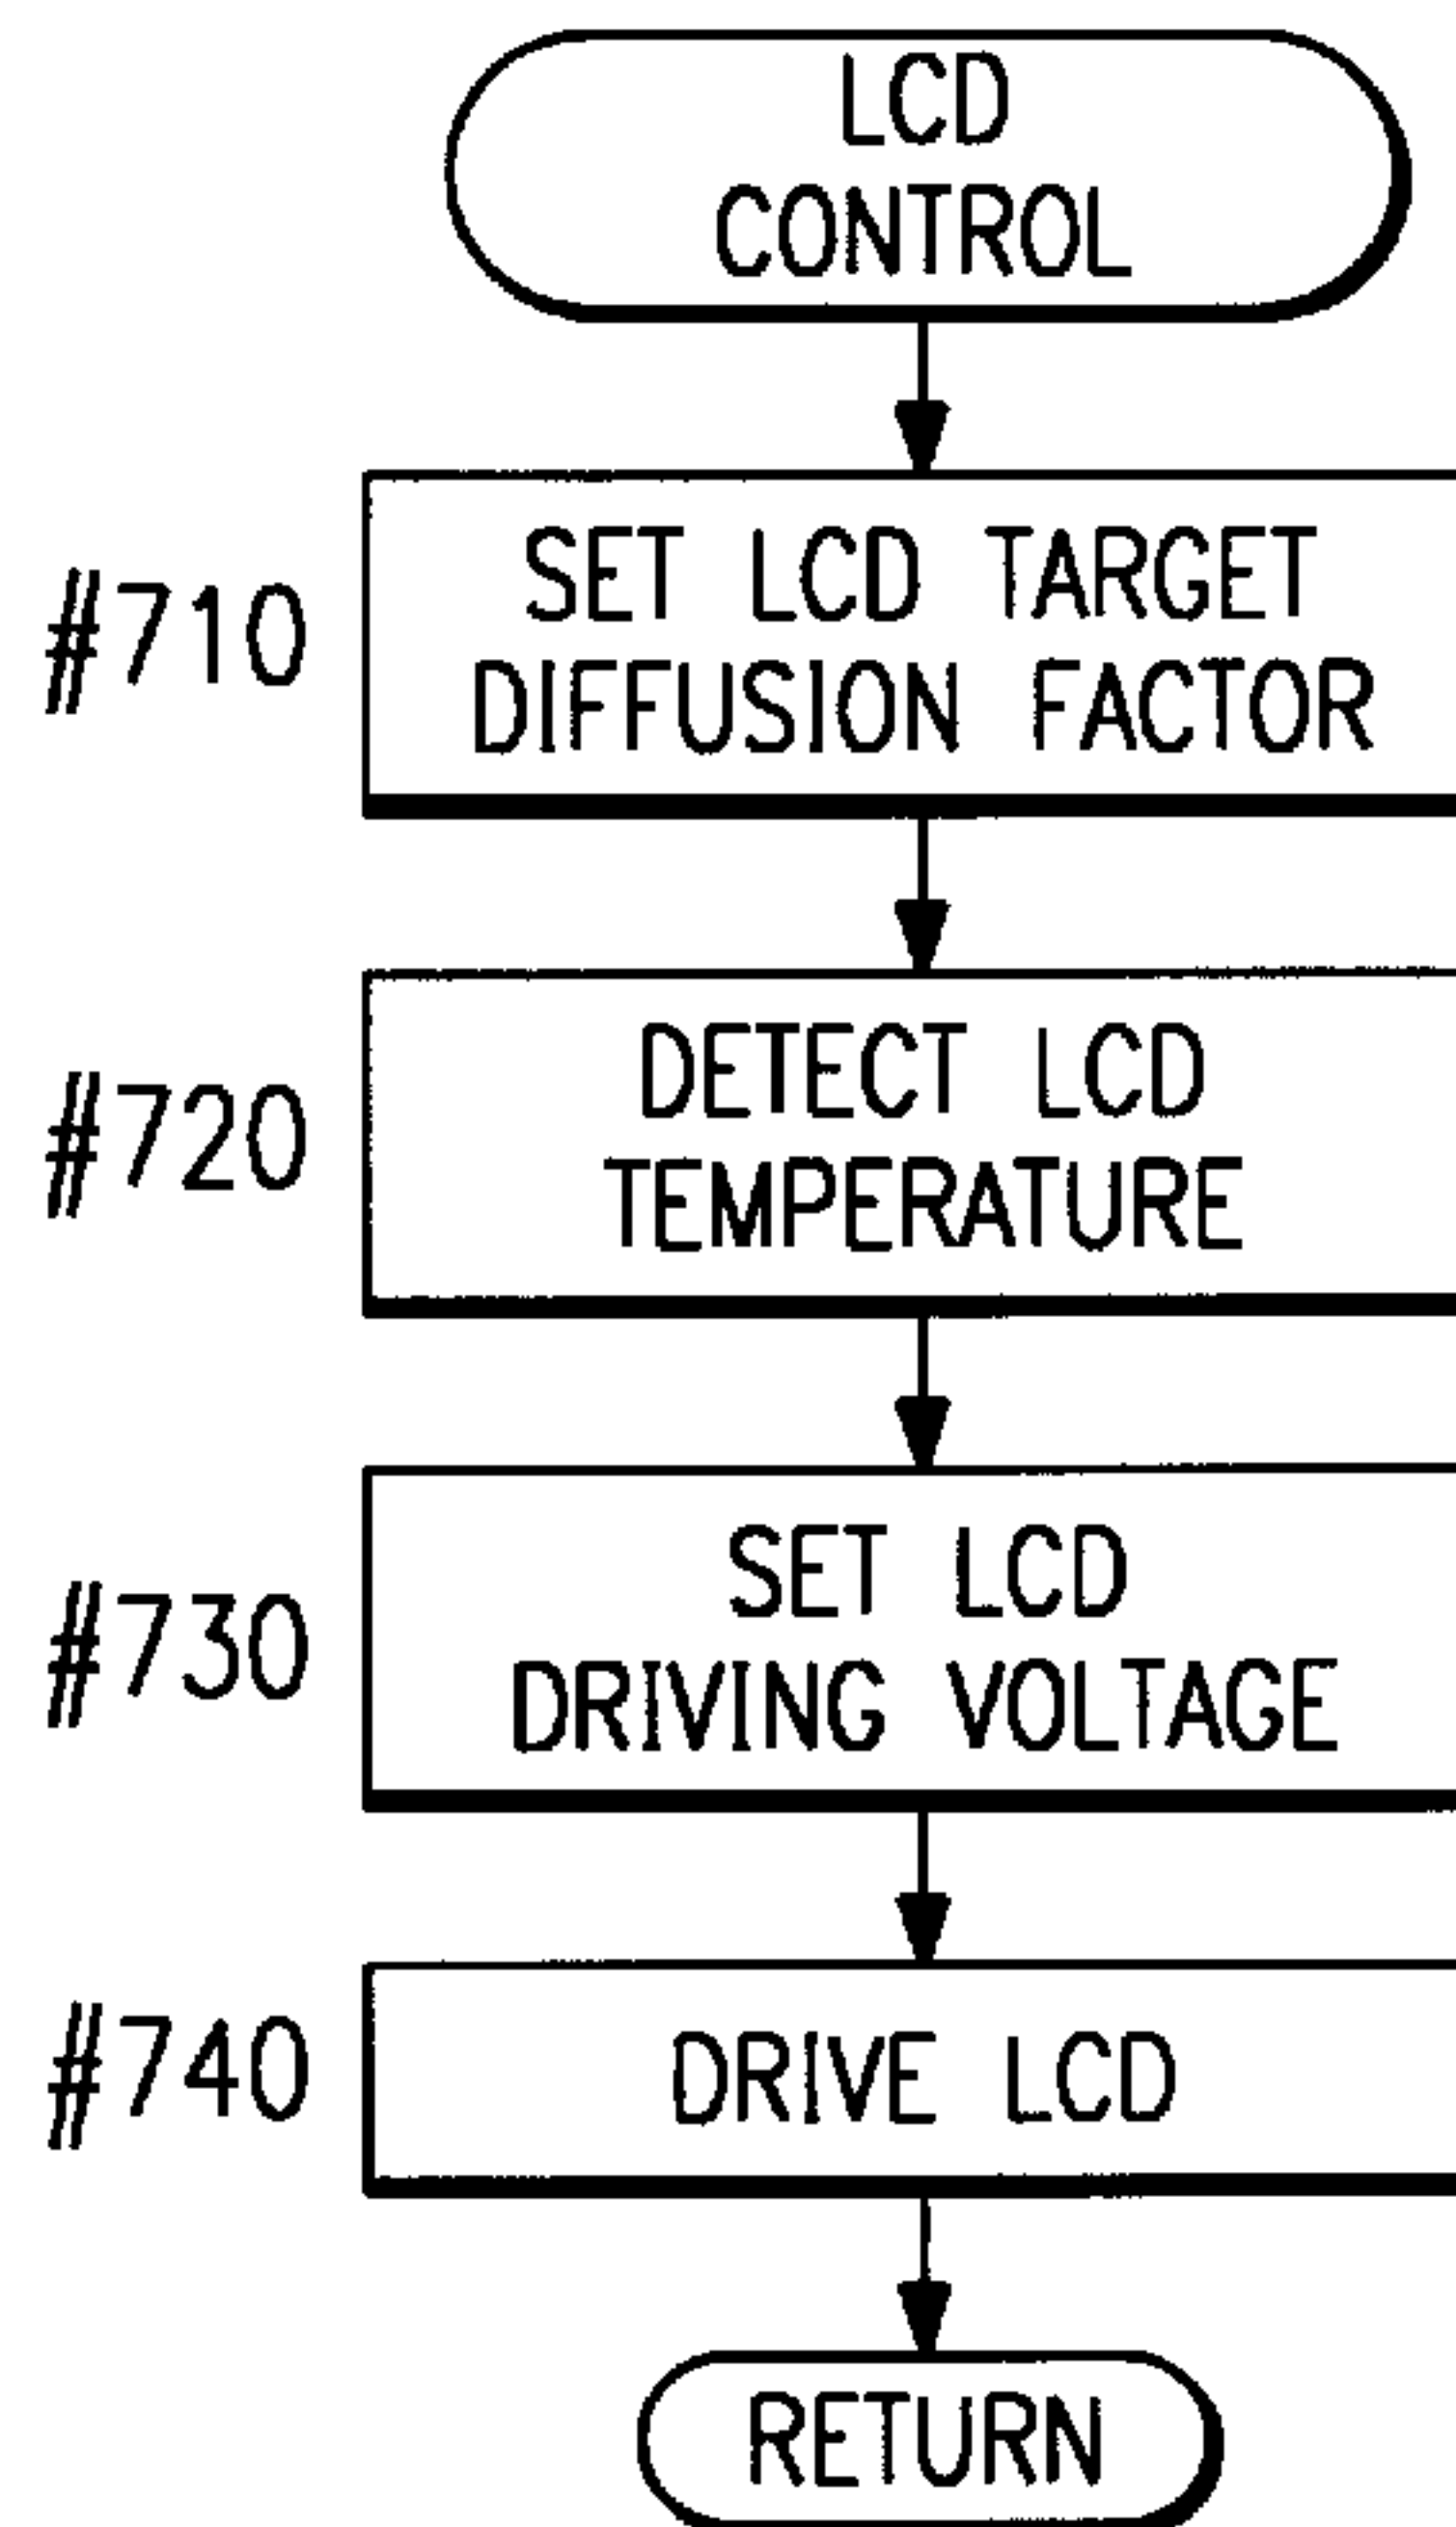 LCD
CONTROL
#710
SET LCD TARGET
DIFFUSION FACTOR
#720
DETECT LCD
TEMPERATURE
#730
SET LCD
DRIVING VOLTAGE
#740
DRIVE LCD
RETURN